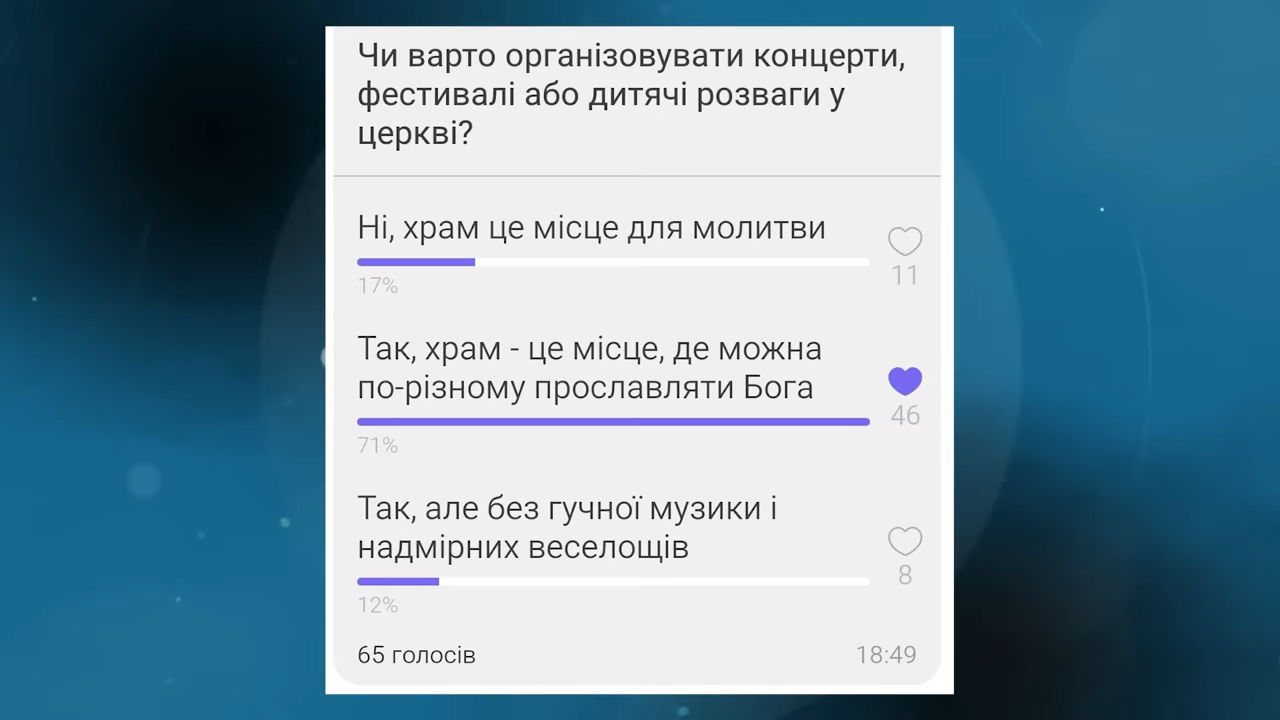 Чи варто організовувати концерти,
фестивалі або дитячі розваги у
церкві?
Ні, храм це місце для молитви
11
17%
Так, храм - це місце, де можна
по-різному прославляти Бога
46
71%
Так, але без гучної музики і
надмірних веселощів
8
12%
65 голосів
18:49